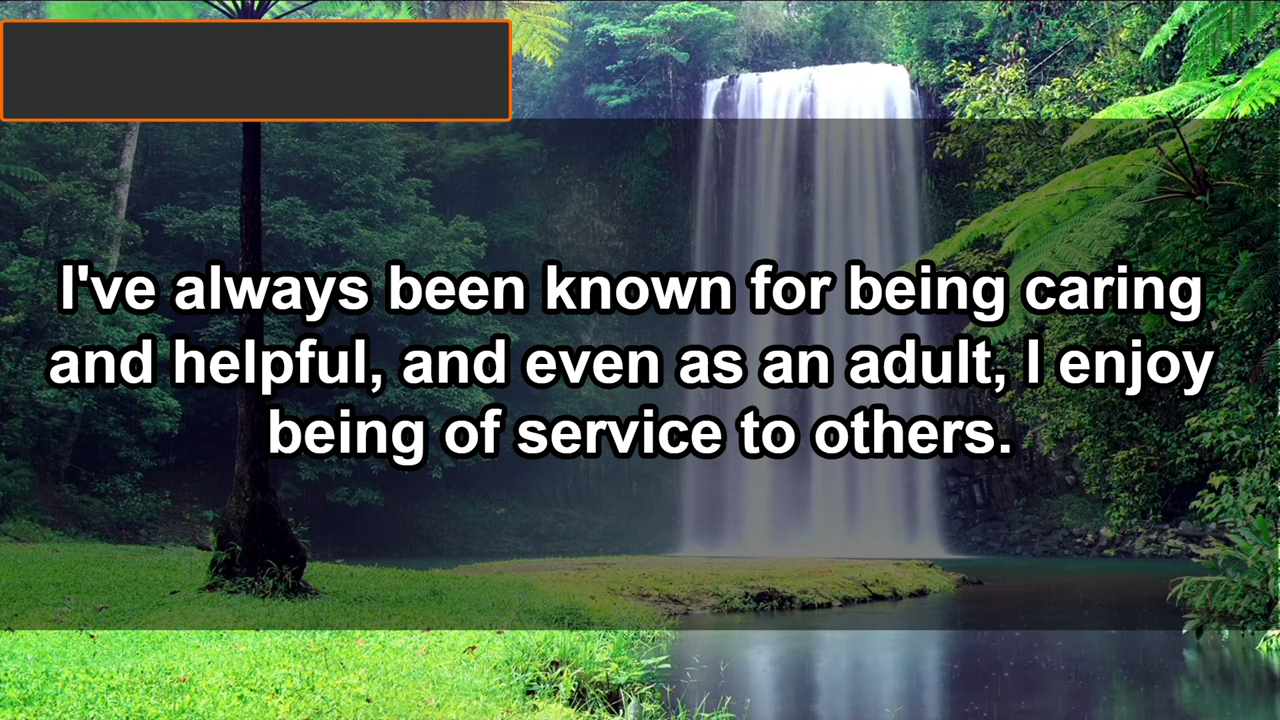 I've always been known for being caring
and helpful, and even as an adult, I enjoy
being of service to others.